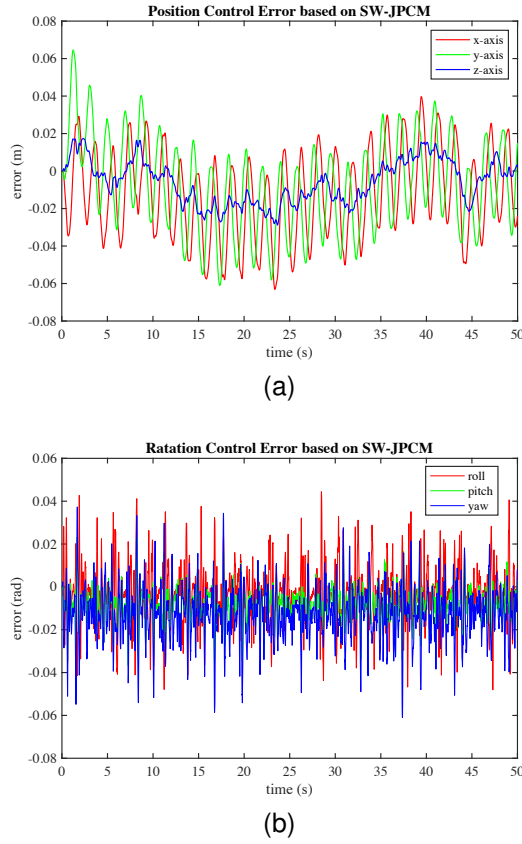 Position Control Error based on SW-JPCM
0.08
0.06
0.04
0.02
0
-0.02
-0.04
-0.06
-0.08
error (m)
x-axis
y-axis
z-axis
0 5 10 15 20 25 30 35 40 45 50
time (s)
(a)
Ratation Control Error based on SW-JPCM
0.06
0.04
0.02
0
-0.02
-0.04
-0.06
-0.08
error (rad)
roll
pitch
yaw
0 5 10 15 20 25 30 35 40 45 50
time (s)
(b)